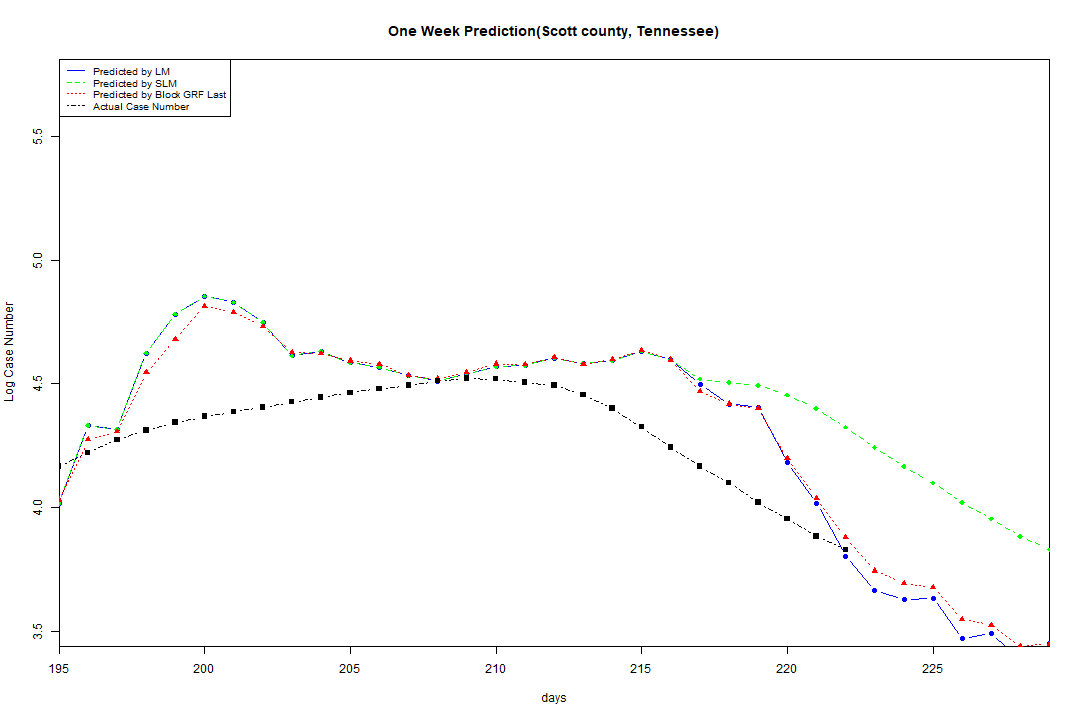 One Week Prediction(Scott county, Tennessee)
Predicted by LM
Predicted by SLM
Predicted by Block GRF Last
Actual Case Number
5.5
5.0
4.5
4.0
3.5
Log Case Number
195 200 205 210 215 220 225
days